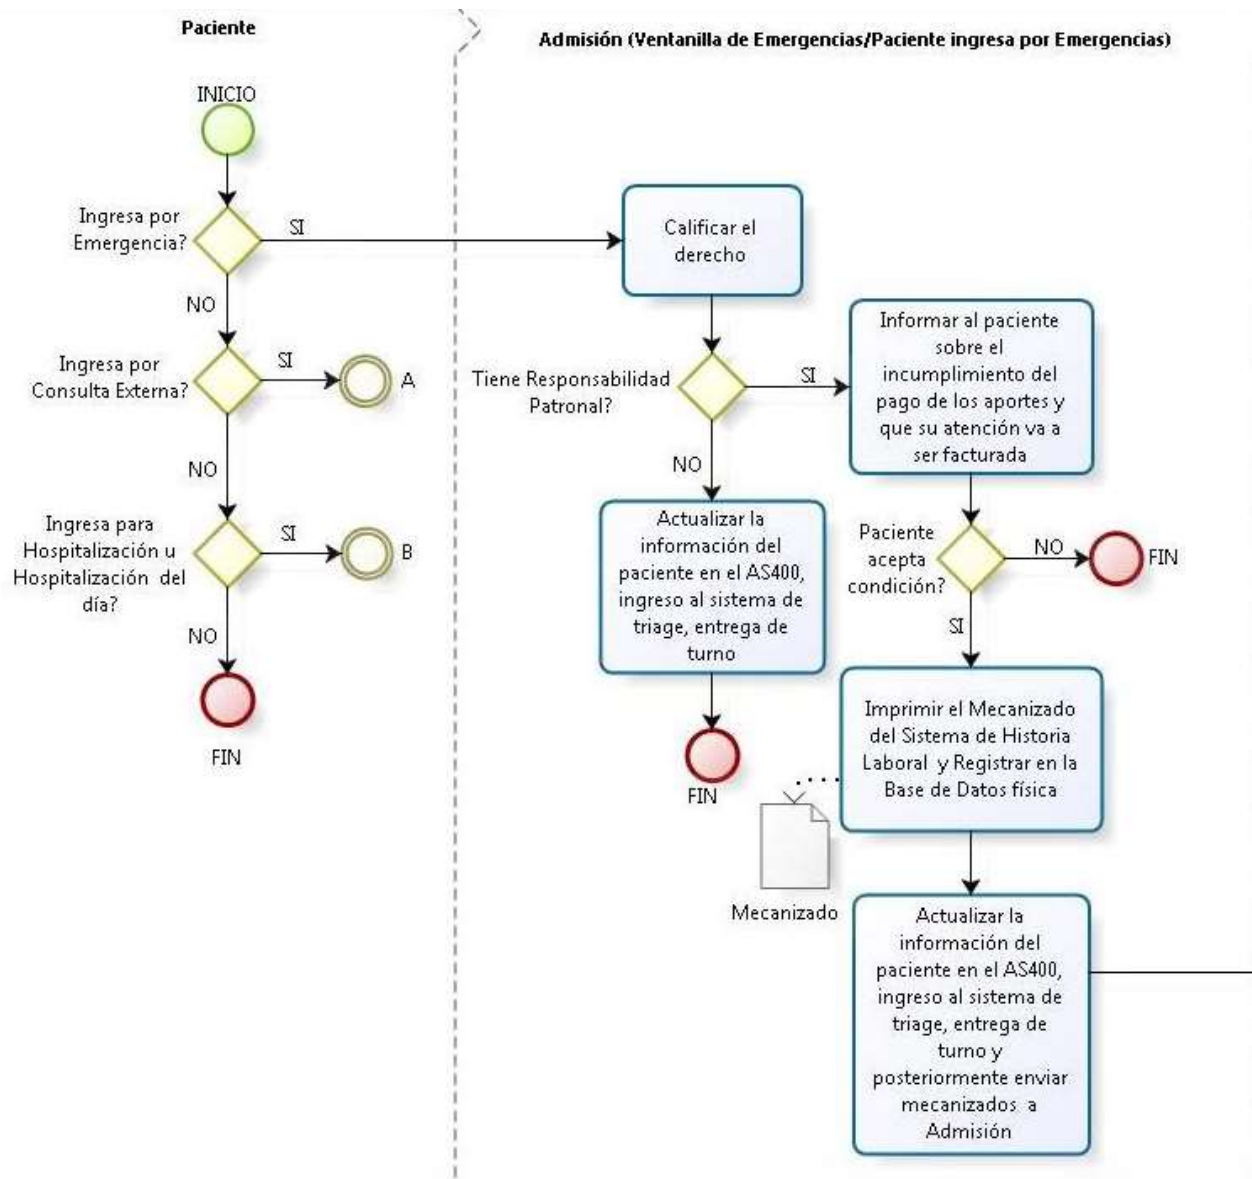 Paciente
Admisión (Ventanilla de Emergencias/Paciente ingresa por Emergencias)
INICIO
Ingresa por
Emergencia?
SI
NO
Ingresa por
Consulta Externa?
SI
A
NO
Ingresa para
Hospitalización u
Hospitalización del
día?
SI
B
NO
FIN
Calificar el
derecho
Tiene Responsabilidad
Patronal?
SI
NO
Informar al paciente
sobre el
incumplimiento del
pago de los aportes y
que su atención va a
ser facturada
Actualizar la
información del
paciente en el AS400,
ingreso al sistema de
triage, entrega de
turno
FIN
Paciente
acepta
condición?
NO
FIN
SI
Imprimir el Mecanizado
del Sistema de Historia
Laboral y Registrar en la
Base de Datos física
Mecanizado
Actualizar la
información del
paciente en el AS400,
ingreso al sistema de
triage, entrega de
turno y
posteriormente enviar
mecanizados a
Admisión